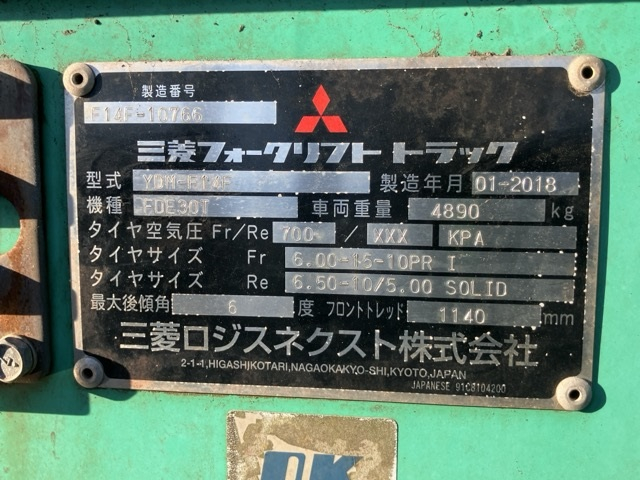 製造番号
F14F-10766
三菱フォークリフト トラック
型式 YDM-F14F 製造年月 01-2018
機種 FDE30T 車両重量 4890 kg
タイヤ空気圧 Fr/Re 700 / XXX KPA
タイヤサイズ Fr 6.00-15-10PR I
タイヤサイズ Re 6.50-10/5.00 SOLID
最大後傾角 6 度 フロントトレッド 1140 mm
三菱ロジスネクスト株式会社
2-1-1,HIGASHIKOTARI,NAGAOKAKYO-SHI,KYOTO,JAPAN
JAPANESE 91C8104200
OK